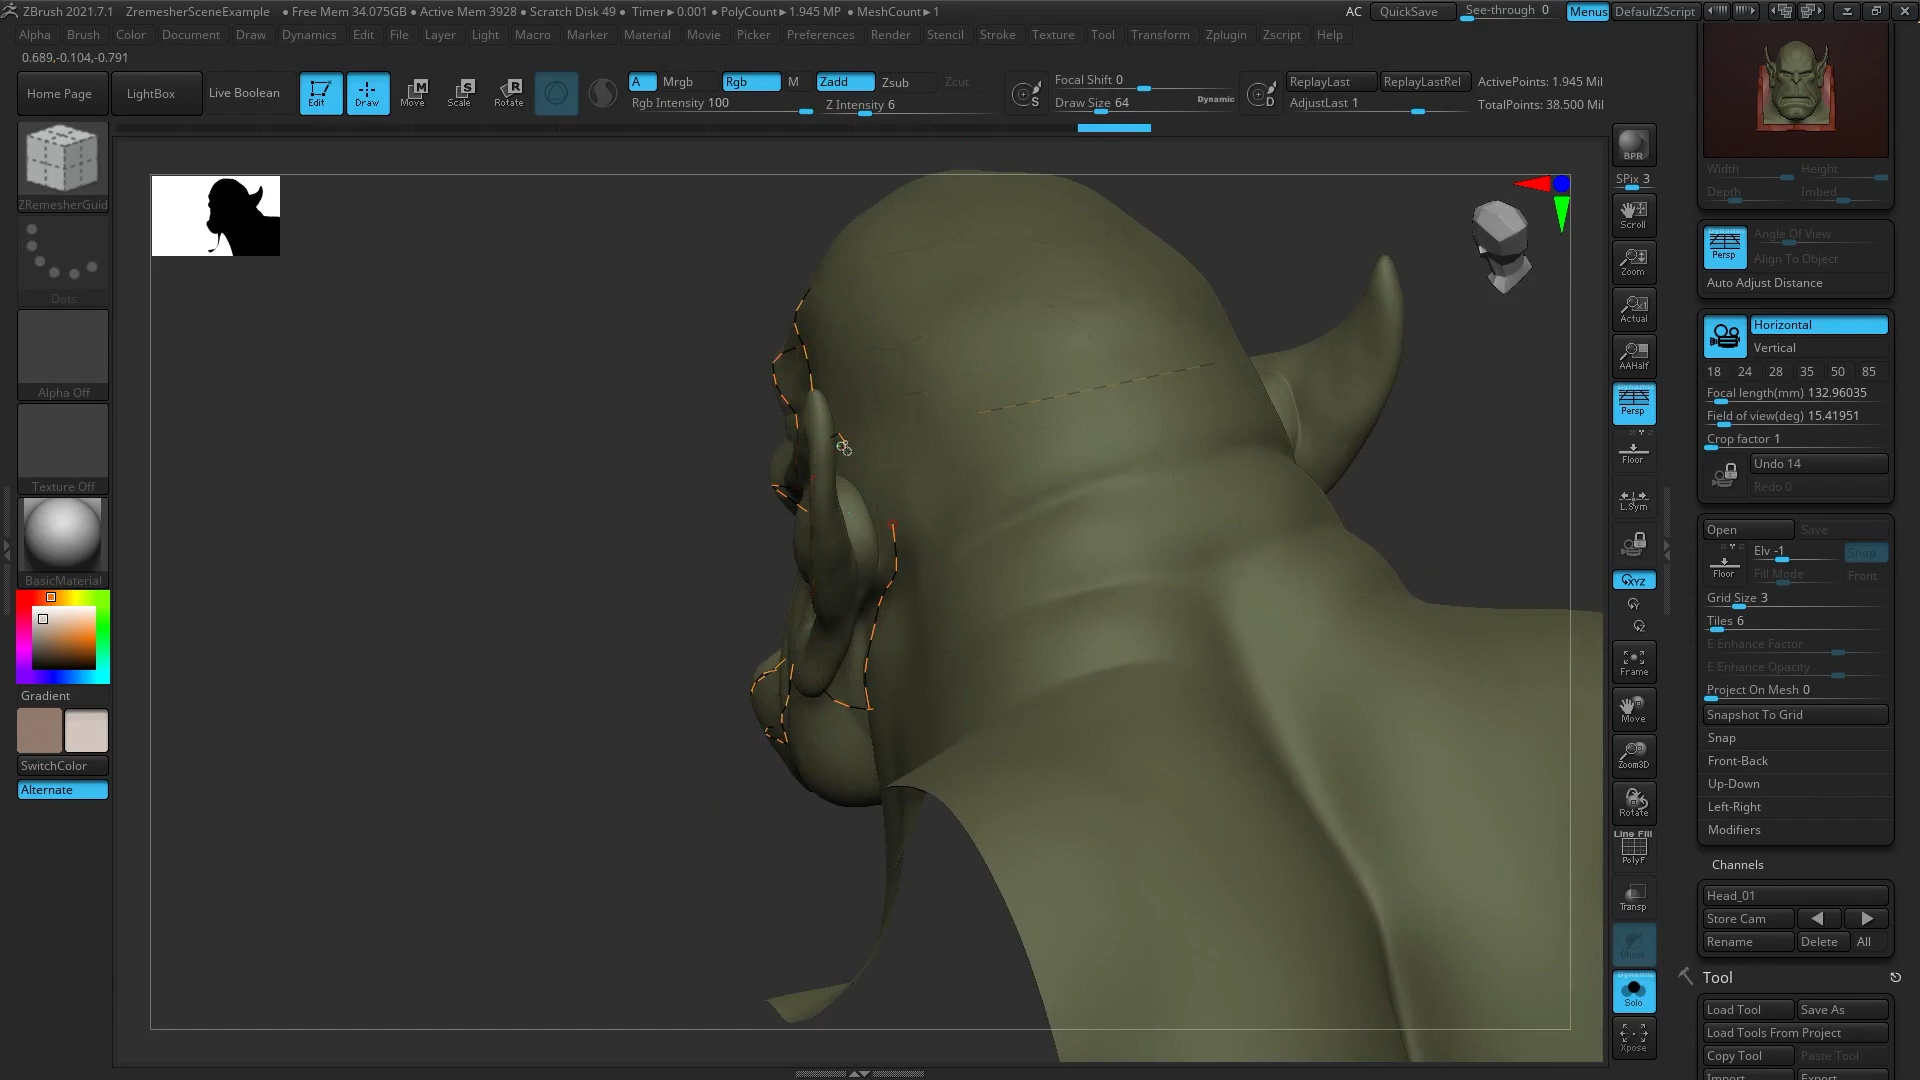 ZBrush 2021.7.1 ZremesherSceneExample • Free Mem 34.075GB • Active Mem 3928 • Scratch Disk 49 • Timer▸0.001 • PolyCount▸1.945 MP • MeshCount▸1 AC QuickSave See-through 0 Menus DefaultZScript
Alpha Brush Color Document Draw Dynamics Edit File Layer Light Macro Marker Material Movie Picker Preferences Render Stencil Stroke Texture Tool Transform Zplugin Zscript Help
0.689,-0.104,-0.791
Home Page LightBox Live Boolean Edit Draw Move Scale Rotate
A Mrgb Rgb M Zadd Zsub Zcut
Rgb Intensity 100 Z Intensity 6
Focal Shift 0
Draw Size 64 Dynamic
ReplayLast ReplayLastRel ActivePoints: 1.945 Mil
AdjustLast 1 TotalPoints: 38.500 Mil
ZRemesherGuid
Dots
Alpha Off
Texture Off
BasicMaterial
Gradient
SwitchColor
Alternate
BPR
SPix 3
Scroll
Zoom
Actual
AAHalf
Dynamic
Persp
Floor
L.Sym
XYZ
Frame
Move
Zoom3D
Rotate
Line Fill
PolyF
Transp
Ghost
Dynamic
Solo
Xpose
Width Height
Depth Imbed
Dynamic
Persp
Angle Of View
Align To Object
Auto Adjust Distance
Horizontal
Vertical
18 24 28 35 50 85
Focal length(mm) 132.96035
Field of view(deg) 15.41951
Crop factor 1
Undo 14
Redo 0
Open Save
Floor Elv -1 Snap
Fill Mode Front
Grid Size 3
Tiles 6
E Enhance Factor
E Enhance Opacity
Project On Mesh 0
Snapshot To Grid
Snap
Front-Back
Up-Down
Left-Right
Modifiers
Channels
Head_01
Store Cam
Rename Delete All
Tool
Load Tool Save As
Load Tools From Project
Copy Tool Paste Tool
Import Export